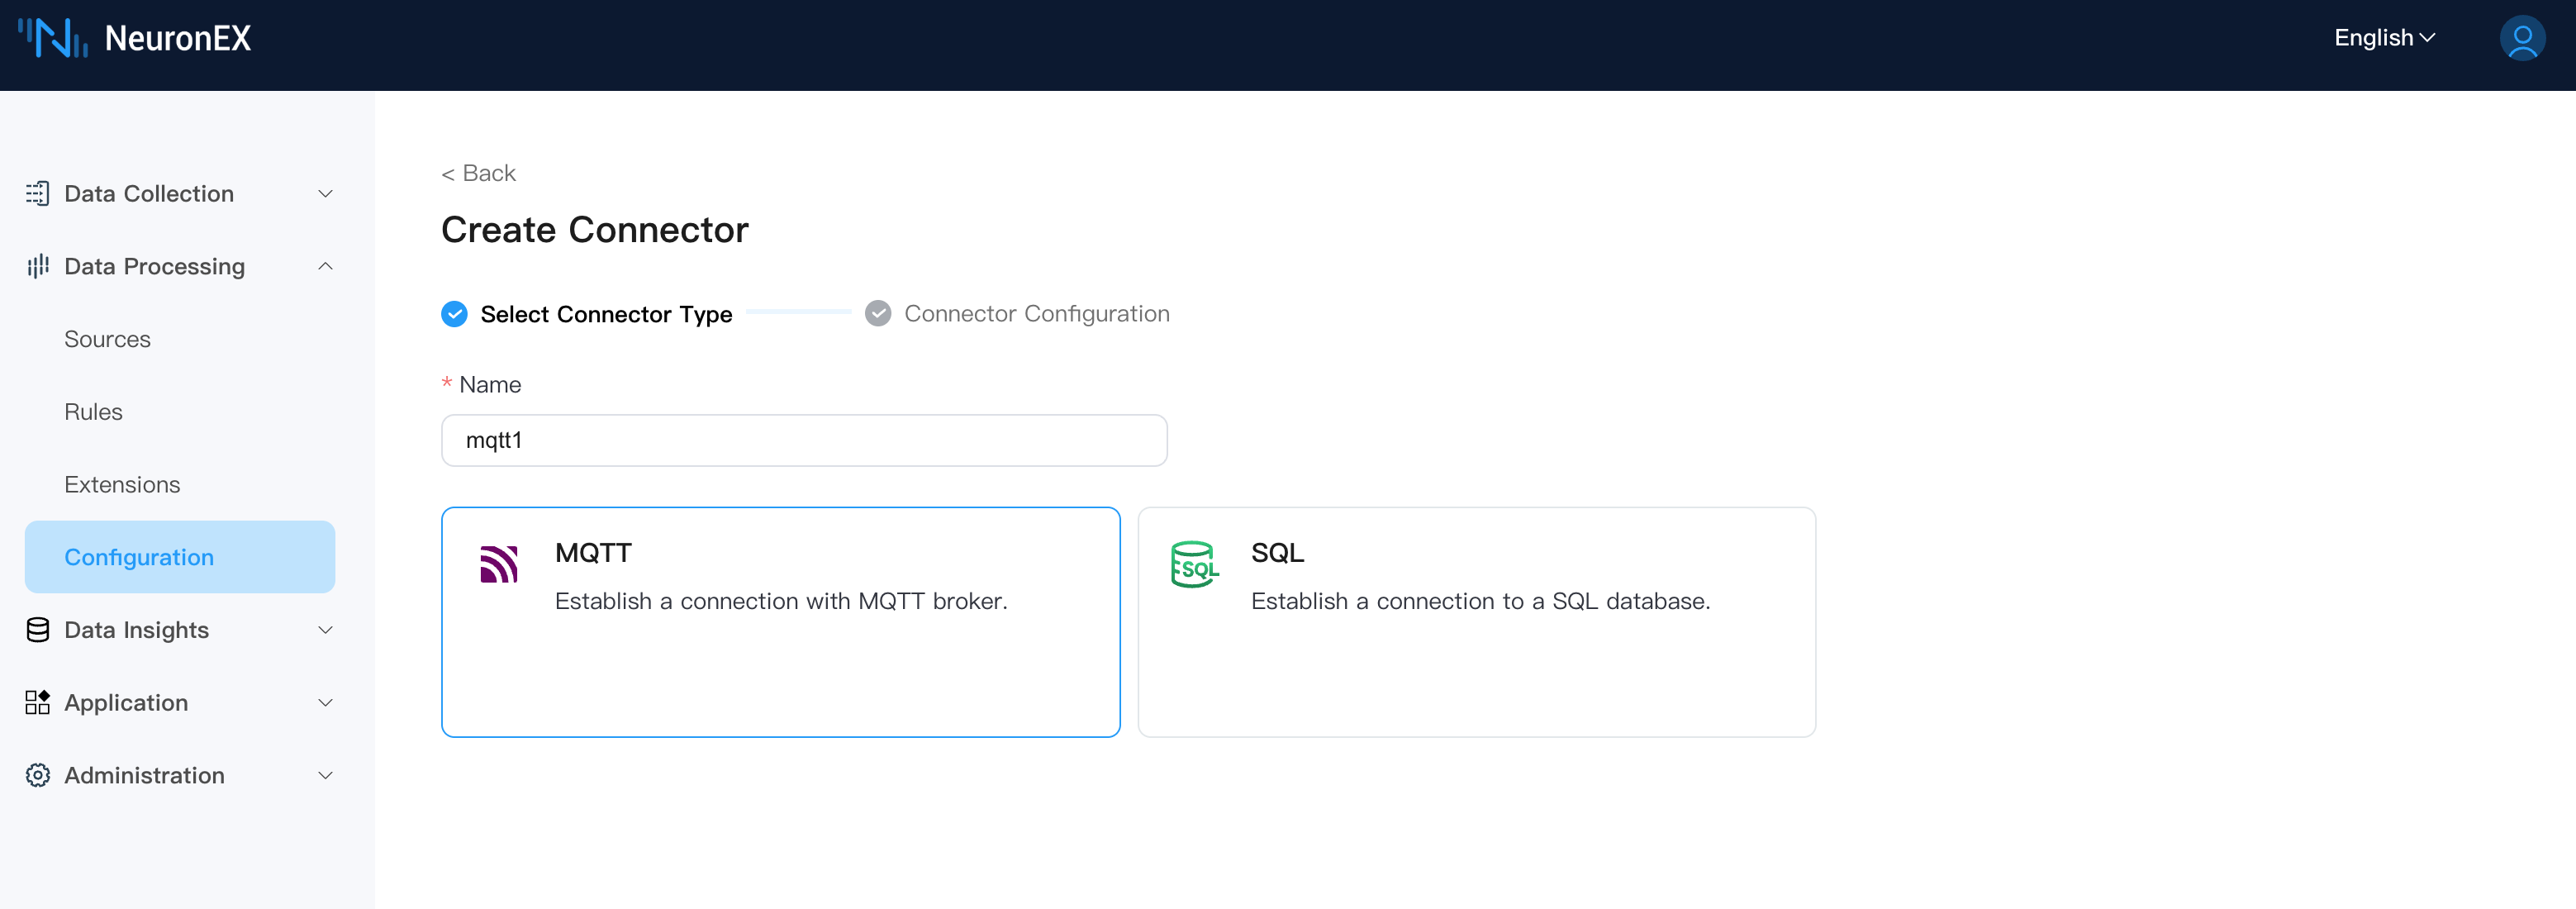 NeuronEX
English
Data Collection
Data Processing
Sources
Rules
Extensions
Configuration
Data Insights
Application
Administration
< Back
Create Connector
Select Connector Type
Connector Configuration
* Name
mqtt1
MQTT
Establish a connection with MQTT broker.
SQL
SQL
Establish a connection to a SQL database.